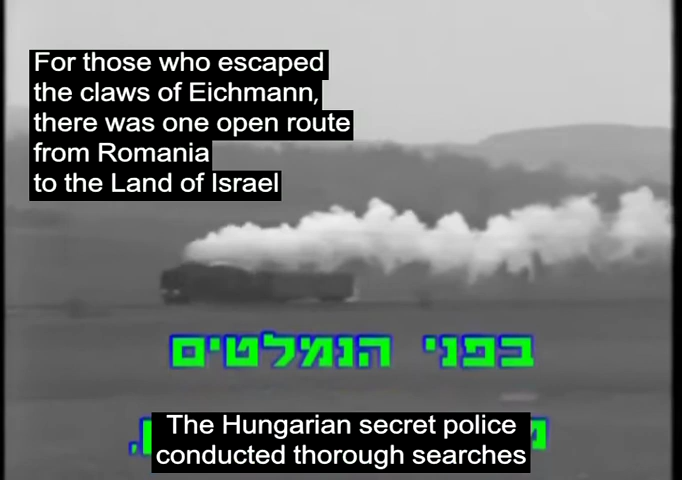 For those who escaped
the claws of Eichmann,
there was one open route
from Romania
to the Land of Israel
בפני הנמלטים
The Hungarian secret police
conducted thorough searches